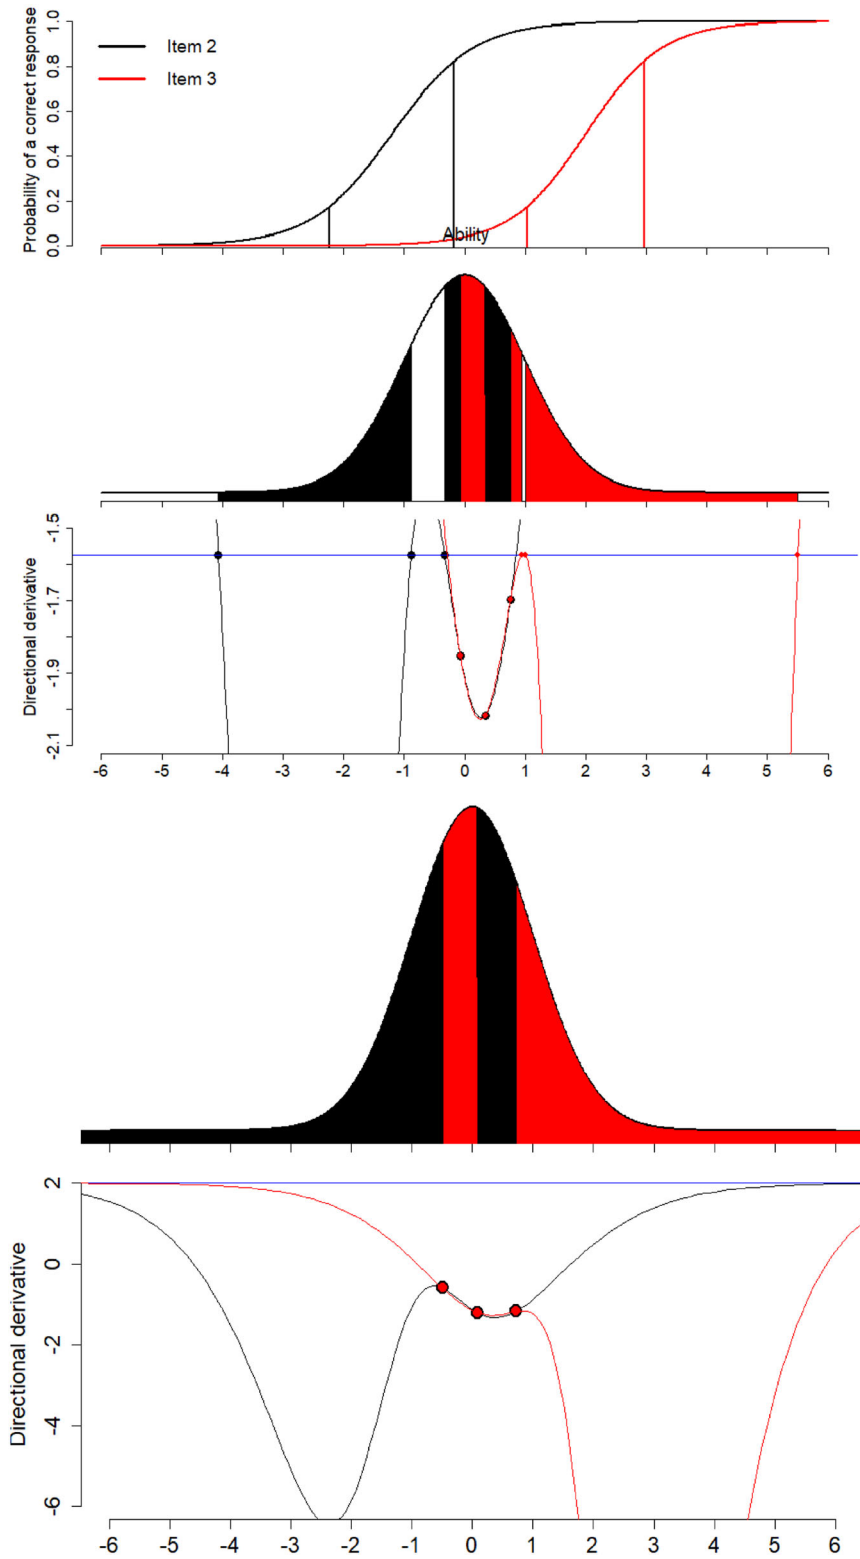 Probability of a correct response
1.0
0.8
0.6
0.4
0.2
0.0
Item 2
Item 3
Ability
Directional derivative
-1.5
-1.7
-1.9
-2.1
-6 -5 -4 -3 -2 -1 0 1 2 3 4 5 6
Directional derivative
2
0
-2
-4
-6
-6 -5 -4 -3 -2 -1 0 1 2 3 4 5 6